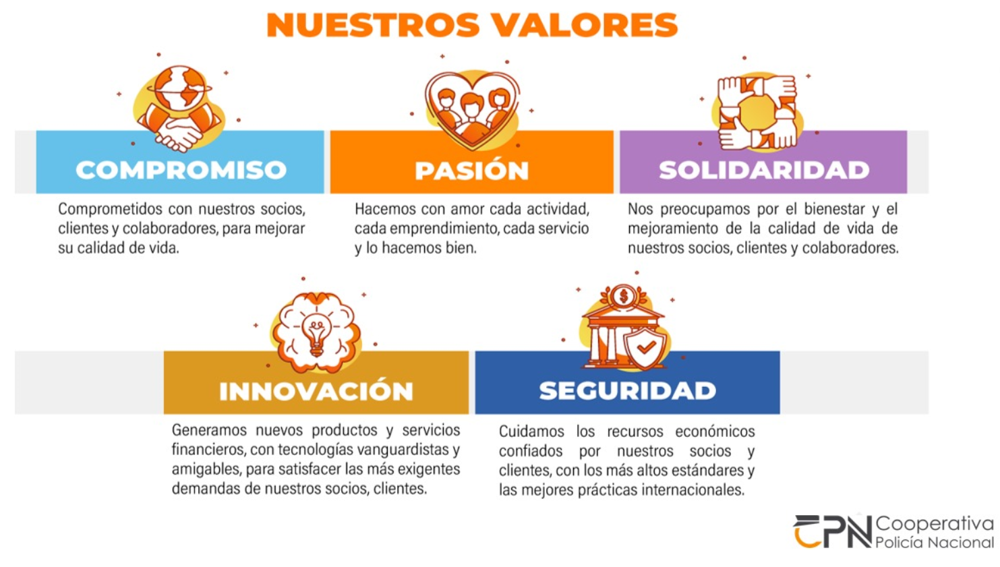 NUESTROS VALORES
COMPROMISO
Comprometidos con nuestros socios,
clientes y colaboradores, para mejorar
su calidad de vida.
PASIÓN
Hacemos con amor cada actividad,
cada emprendimiento, cada servicio
y lo hacemos bien.
SOLIDARIDAD
Nos preocupamos por el bienestar y el
mejoramiento de la calidad de vida de
nuestros socios, clientes y colaboradores.
INNOVACIÓN
Generamos nuevos productos y servicios
financieros, con tecnologías vanguardistas y
amigables, para satisfacer las más exigentes
demandas de nuestros socios, clientes.
$
SEGURIDAD
Cuidamos los recursos económicos
confiados por nuestros socios y
clientes, con los más altos estándares y
las mejores prácticas internacionales.
CPN Cooperativa
Policía Nacional